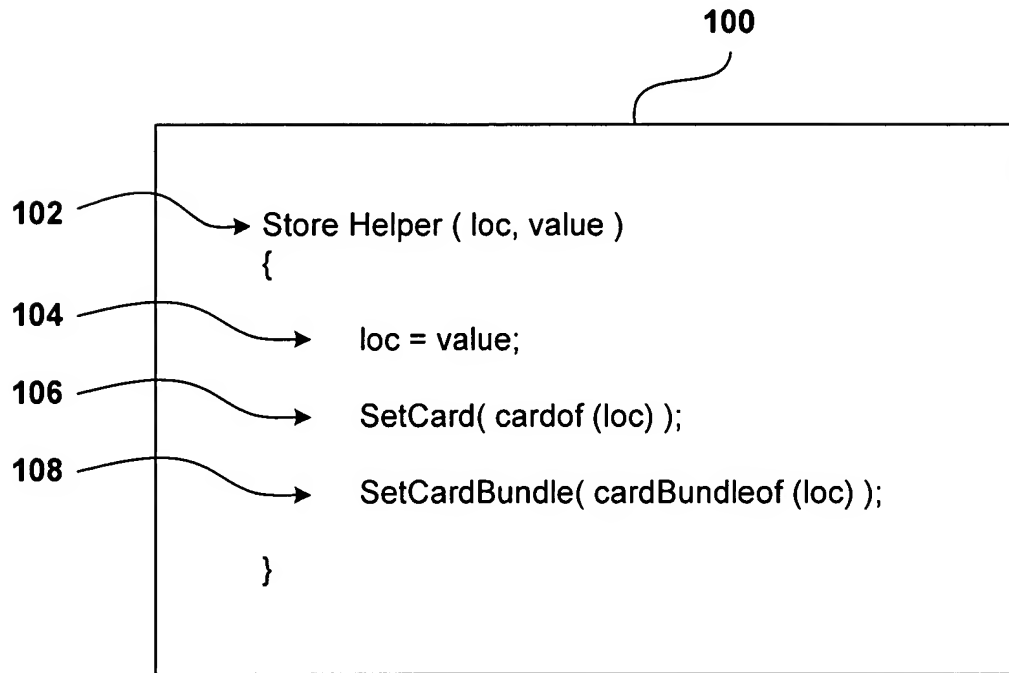 100
102 Store Helper ( loc, value )
{
104 loc = value;
106 SetCard( cardof (loc) );
108 SetCardBundle( cardBundleof (loc) );
}